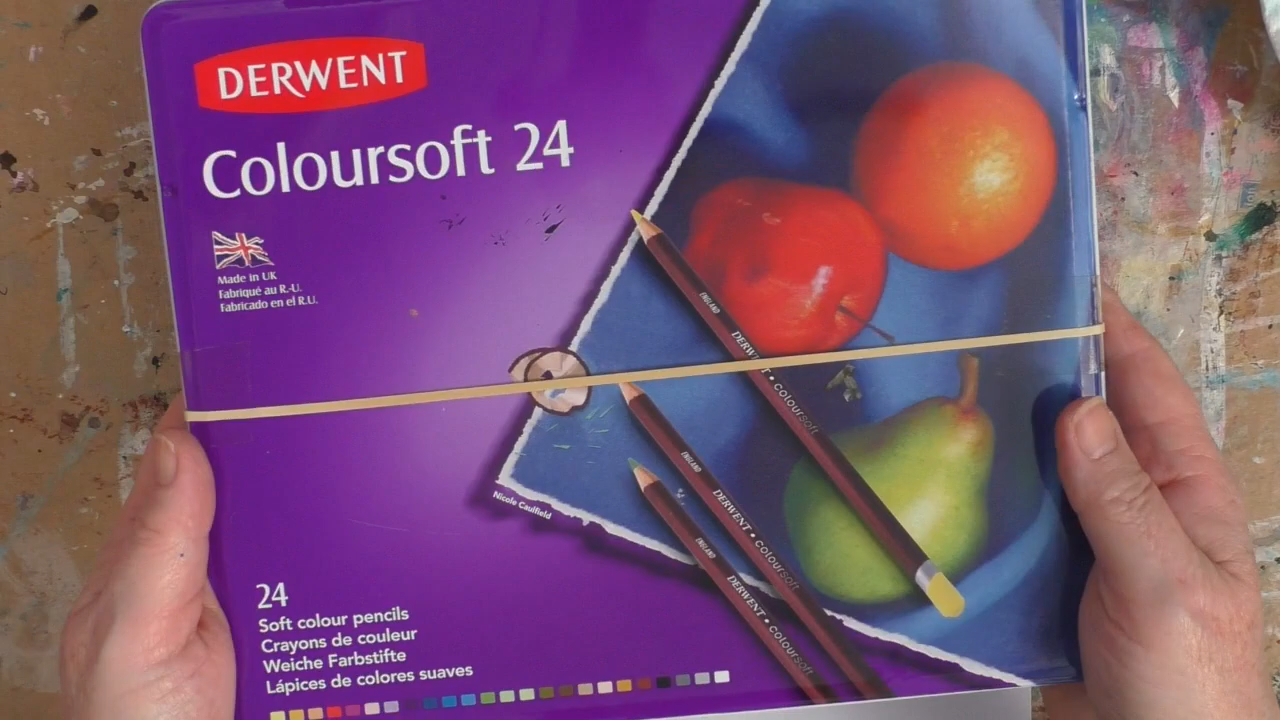 DERWENT
Coloursoft 24
Made in UK
Fabriqué au R.-U.
Fabricado en el R.U.
ENGLAND DERWENT • coloursoft
ENGLAND DERWENT • coloursoft
ENGLAND DERWENT • coloursoft
Nicole Caulfield
24
Soft colour pencils
Crayons de couleur
Weiche Farbstifte
Lápices de colores suaves